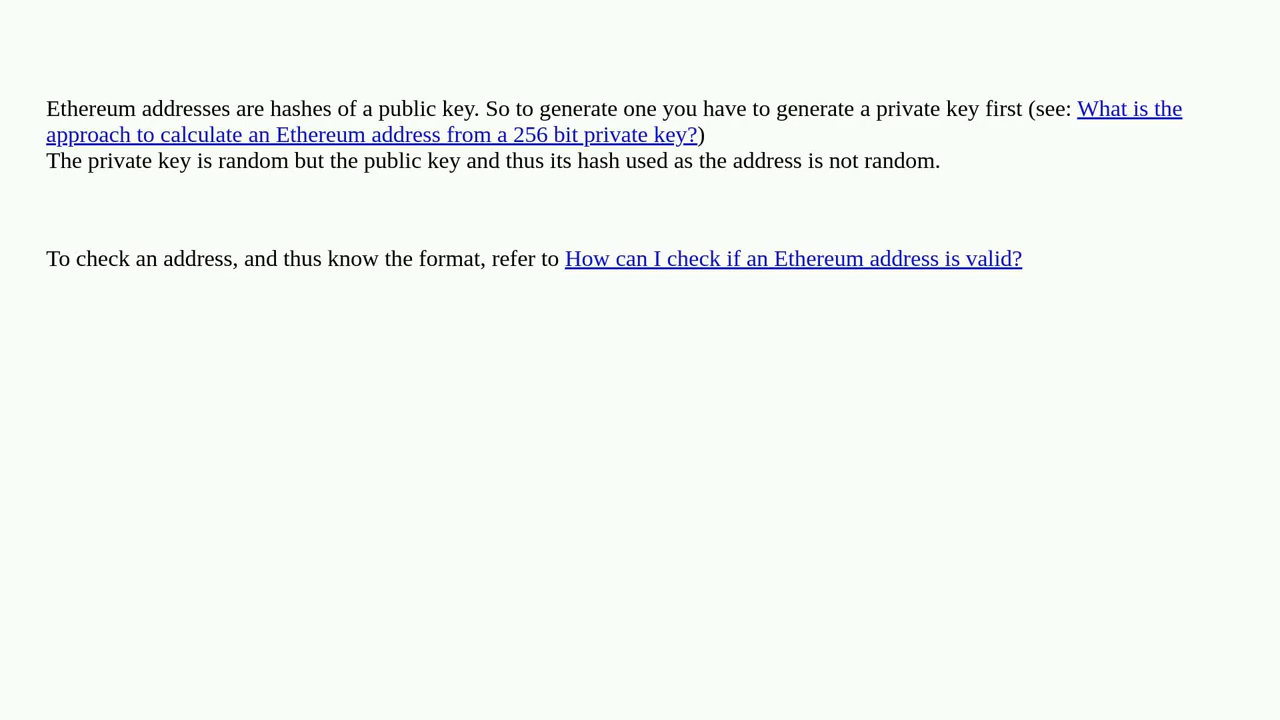 Ethereum addresses are hashes of a public key. So to generate one you have to generate a private key first (see: What is the
approach to calculate an Ethereum address from a 256 bit private key?)
The private key is random but the public key and thus its hash used as the address is not random.
To check an address, and thus know the format, refer to How can I check if an Ethereum address is valid?